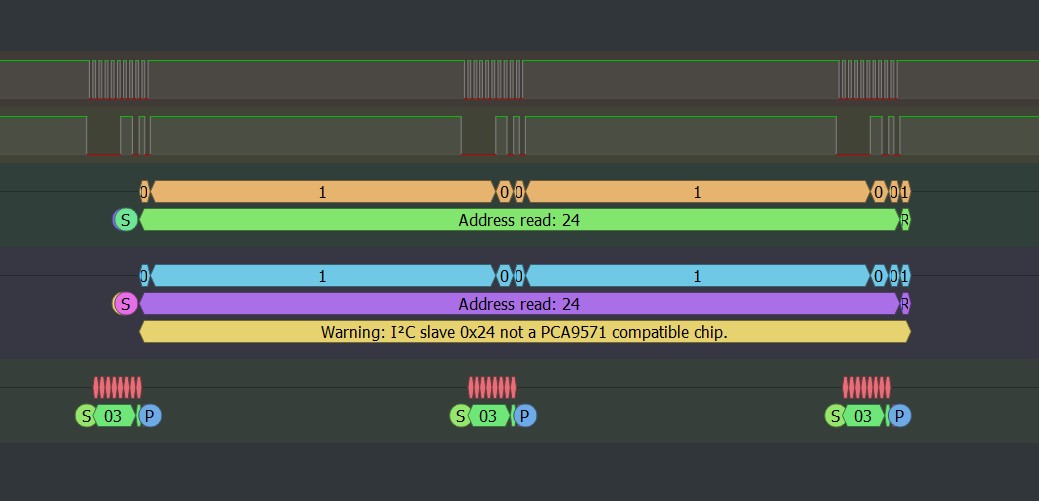 0 1 0 0 1 0 0 1
S Address read: 24 R
0 1 0 0 1 0 0 1
S Address read: 24 R
Warning: I²C slave 0x24 not a PCA9571 compatible chip.
S 03 P S 03 P S 03 P